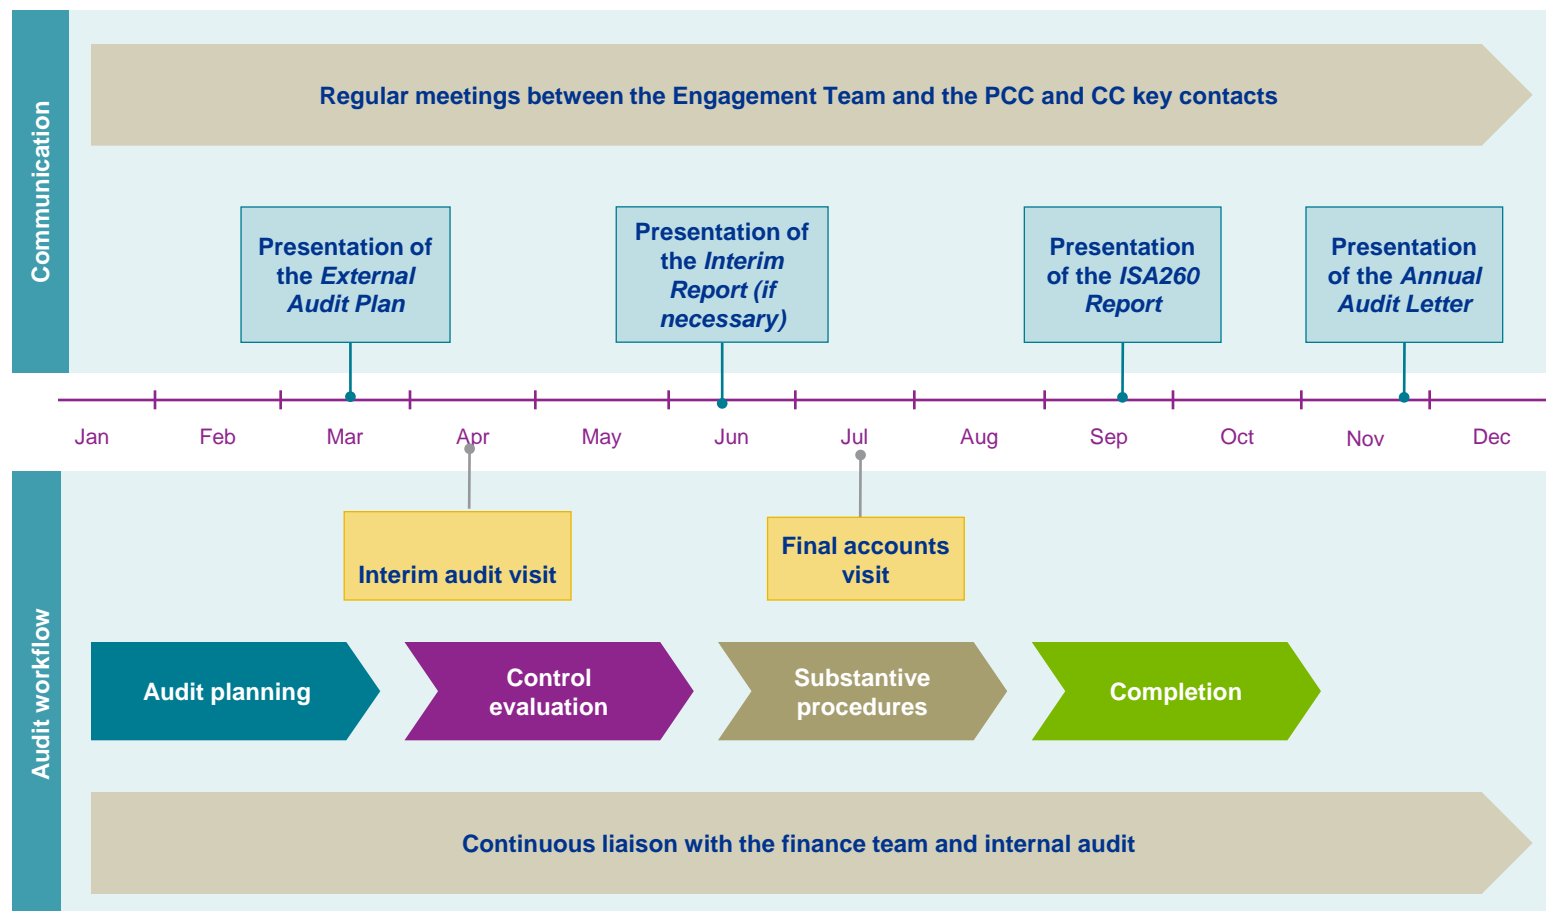 Communication
Regular meetings between the Engagement Team and the PCC and CC key contacts
Presentation of
the External
Audit Plan
Presentation of
the Interim
Report (if
necessary)
Presentation
of the ISA260
Report
Presentation
of the Annual
Audit Letter
Jan Feb Mar Apr May Jun Jul Aug Sep Oct Nov Dec
Audit workflow
Interim audit visit
Final accounts
visit
Audit planning
Control
evaluation
Substantive
procedures
Completion
Continuous liaison with the finance team and internal audit